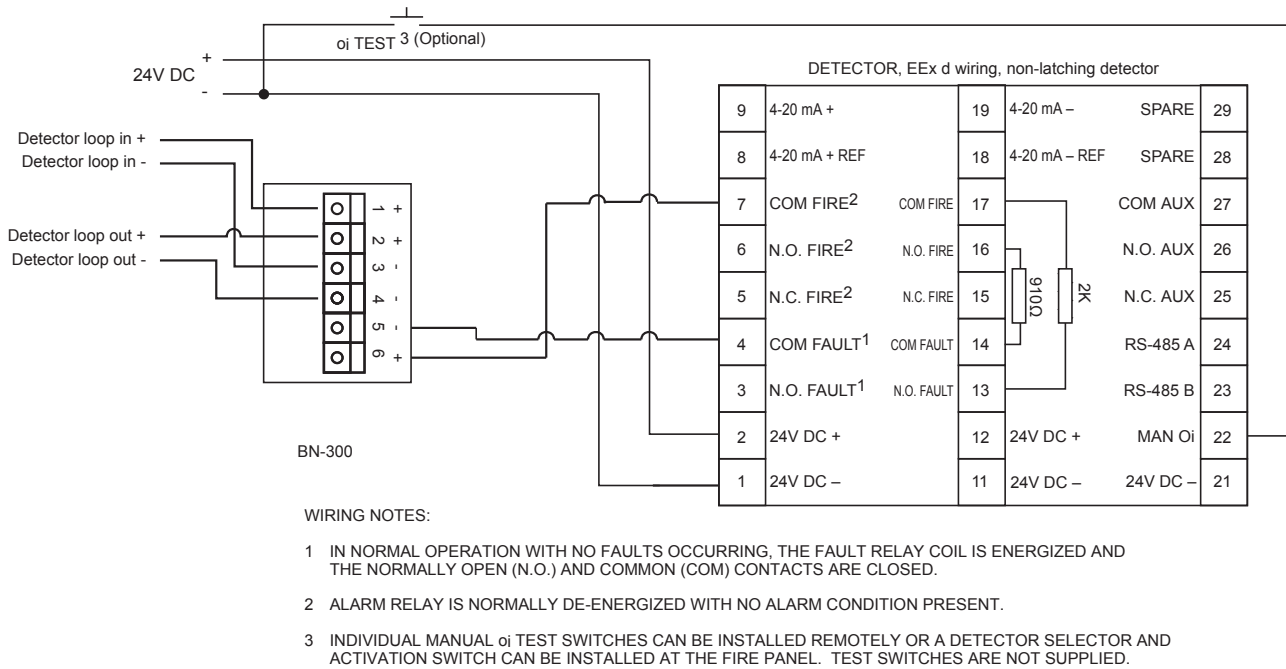 oi TEST 3 (Optional)
+
24V DC
-
DETECTOR, EEx d wiring, non-latching detector
Detector loop in +
Detector loop in -
Detector loop out +
Detector loop out -
1 +
2 +
3 -
4 -
5 -
6 +
BN-300
9 4-20 mA + 19 4-20 mA – SPARE 29
8 4-20 mA + REF 18 4-20 mA – REF SPARE 28
7 COM FIRE2 COM FIRE 17 COM AUX 27
6 N.O. FIRE2 N.O. FIRE 16 N.O. AUX 26
5 N.C. FIRE2 N.C. FIRE 15 N.C. AUX 25
910Ω 2K
4 COM FAULT1 COM FAULT 14 RS-485 A 24
3 N.O. FAULT1 N.O. FAULT 13 RS-485 B 23
2 24V DC + 12 24V DC + MAN Oi 22
1 24V DC – 11 24V DC – 24V DC – 21
WIRING NOTES:
1 IN NORMAL OPERATION WITH NO FAULTS OCCURRING, THE FAULT RELAY COIL IS ENERGIZED AND
THE NORMALLY OPEN (N.O.) AND COMMON (COM) CONTACTS ARE CLOSED.
2 ALARM RELAY IS NORMALLY DE-ENERGIZED WITH NO ALARM CONDITION PRESENT.
3 INDIVIDUAL MANUAL oi TEST SWITCHES CAN BE INSTALLED REMOTELY OR A DETECTOR SELECTOR AND
ACTIVATION SWITCH CAN BE INSTALLED AT THE FIRE PANEL. TEST SWITCHES ARE NOT SUPPLIED.